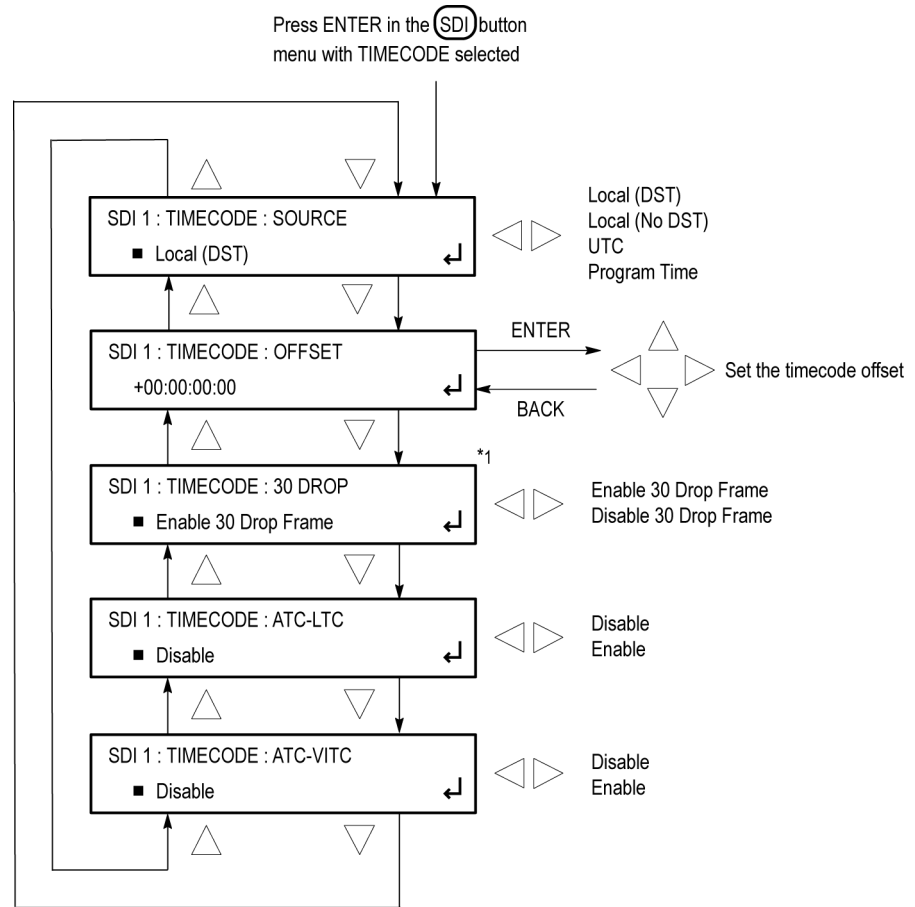 Press ENTER in the SDI button
menu with TIMECODE selected
SDI 1 : TIMECODE : SOURCE
■ Local (DST)
Local (DST)
Local (No DST)
UTC
Program Time
SDI 1 : TIMECODE : OFFSET
+00:00:00:00
ENTER
BACK
Set the timecode offset
*1
SDI 1 : TIMECODE : 30 DROP
■ Enable 30 Drop Frame
Enable 30 Drop Frame
Disable 30 Drop Frame
SDI 1 : TIMECODE : ATC-LTC
■ Disable
Disable
Enable
SDI 1 : TIMECODE : ATC-VITC
■ Disable
Disable
Enable